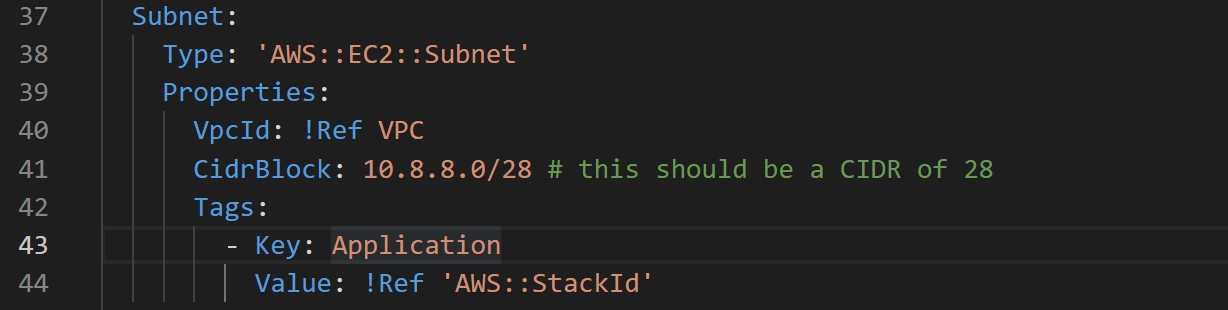 37 Subnet:
38 Type: 'AWS::EC2::Subnet'
39 Properties:
40 VpcId: !Ref VPC
41 CidrBlock: 10.8.8.0/28 # this should be a CIDR of 28
42 Tags:
43 - Key: Application
44 Value: !Ref 'AWS::StackId'